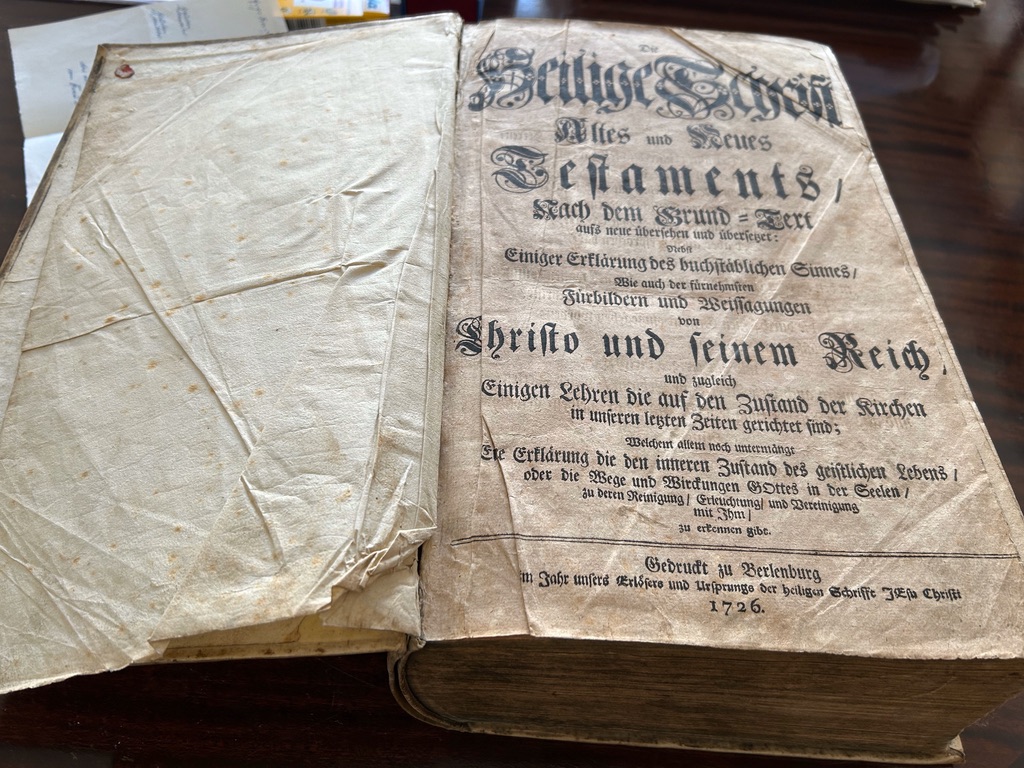 Die
Heilige Schrift
Altes und Neues
Testaments /
Nach dem Grund = Text
aufs neue übersehen und übersetzet:
Nebst
Einiger Erklärung des buchstäblichen Sinnes /
Wie auch der fürnehmsten
Fürbildern und Weissagungen
von
Christo und seinem Reich /
und zugleich
Einigen Lehren die auf den Zustand der Kirchen
in unseren letzten Zeiten gerichtet sind;
Welchem allem noch untermängt
Eine Erklärung die den inneren Zustand des geistlichen Lebens /
oder die Wege und Wirckungen GOttes in der Seelen /
zu deren Reinigung / Erleuchtung / und Vereinigung
mit Ihm /
zu erkennen gibt.
Gedruckt zu Berlenburg
im Jahr unsers Erlösers und Ursprungs der heiligen Schrifft JEsu Christi
1726.